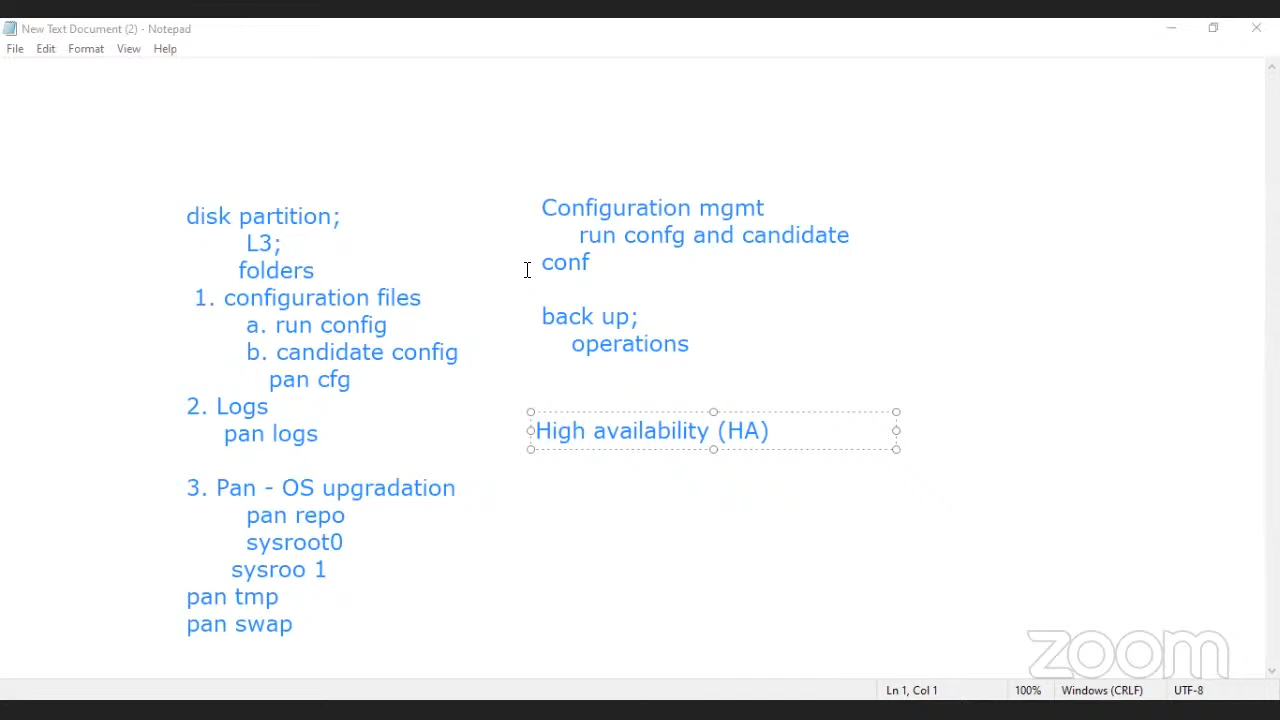 New Text Document (2) - Notepad
File Edit Format View Help
disk partition;
L3;
folders
1. configuration files
a. run config
b. candidate config
pan cfg
2. Logs
pan logs
3. Pan - OS upgradation
pan repo
sysroot0
sysroo 1
pan tmp
pan swap
Configuration mgmt
run confg and candidate
conf
back up;
operations
High availability (HA)
zoom
Ln 1, Col 1 100% Windows (CRLF) UTF-8